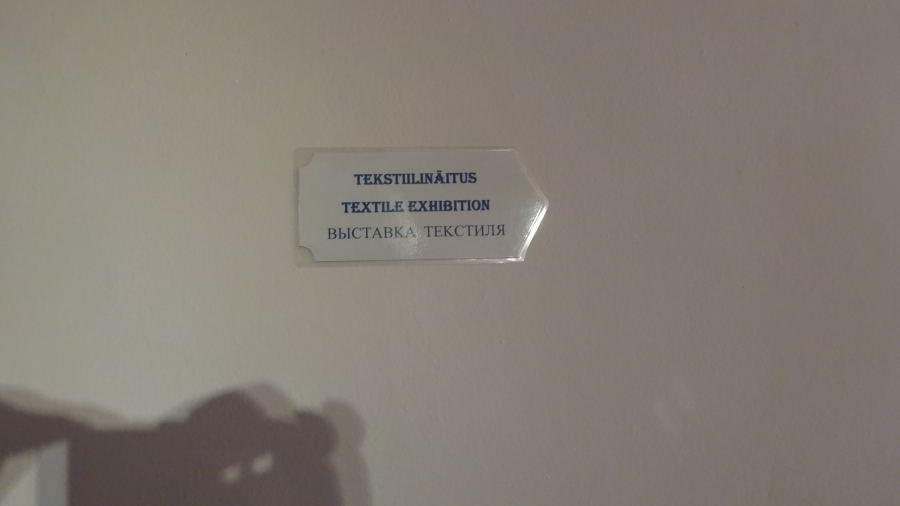 TEKSTIILINÄITUS
TEXTILE EXHIBITION
ВЫСТАВКА ТЕКСТИЛЯ